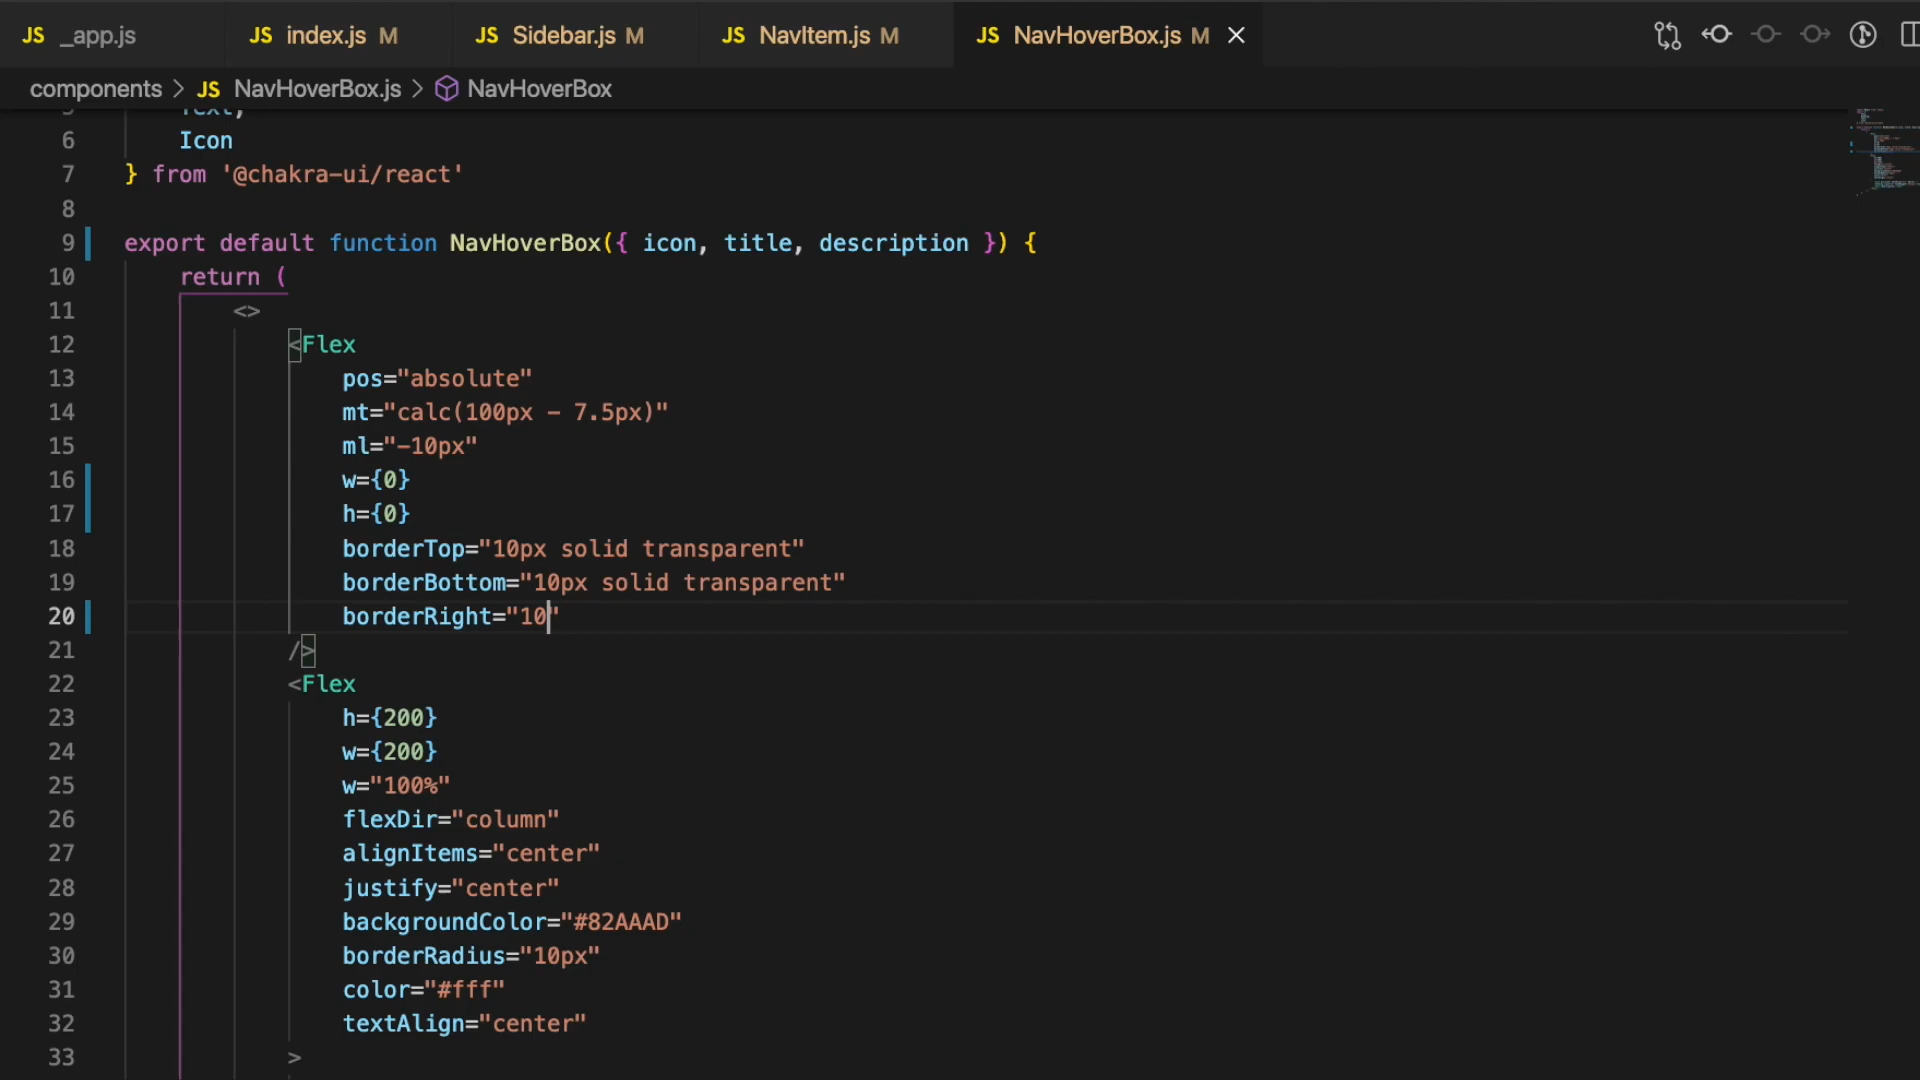 JS _app.js JS index.js M JS Sidebar.js M JS NavItem.js M JS NavHoverBox.js M
components > JS NavHoverBox.js > NavHoverBox
5 Text,
6 Icon
7 } from '@chakra-ui/react'
8
9 export default function NavHoverBox({ icon, title, description }) {
10 return (
11 <>
12 <Flex
13 pos="absolute"
14 mt="calc(100px - 7.5px)"
15 ml="-10px"
16 w={0}
17 h={0}
18 borderTop="10px solid transparent"
19 borderBottom="10px solid transparent"
20 borderRight="10"
21 />
22 <Flex
23 h={200}
24 w={200}
25 w="100%"
26 flexDir="column"
27 alignItems="center"
28 justify="center"
29 backgroundColor="#82AAAD"
30 borderRadius="10px"
31 color="#fff"
32 textAlign="center"
33 >